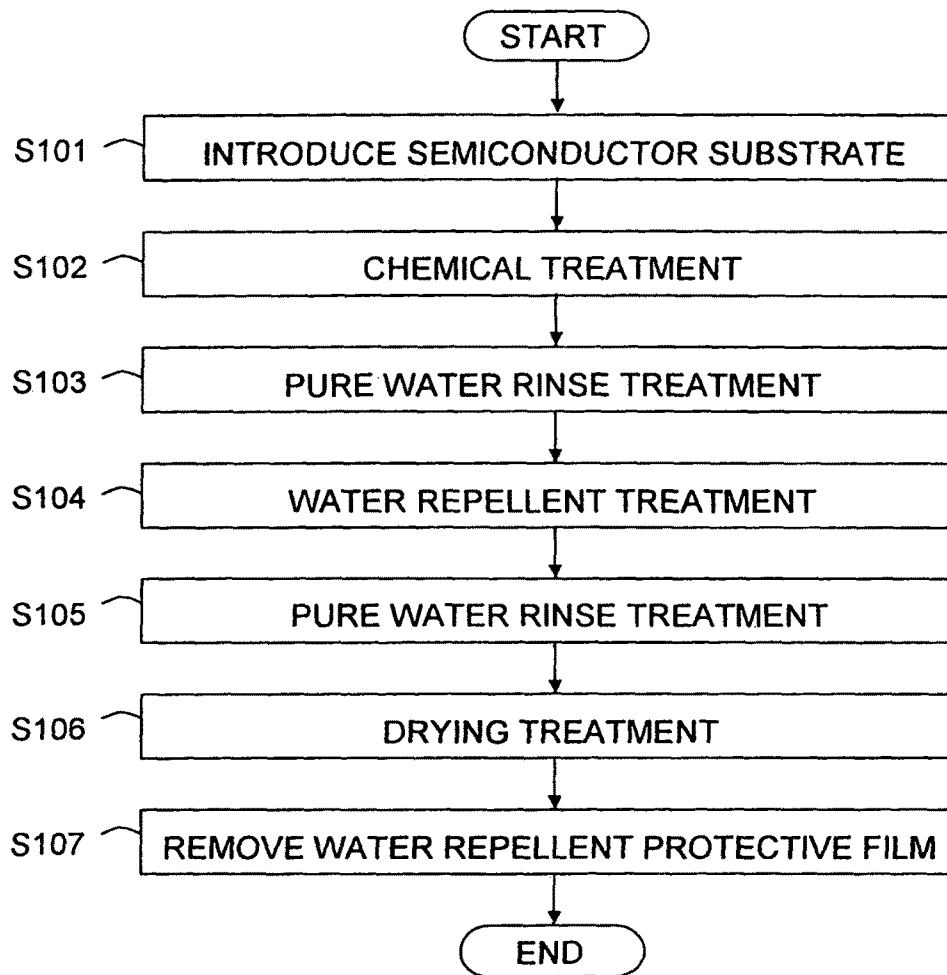 START
S101 INTRODUCE SEMICONDUCTOR SUBSTRATE
S102 CHEMICAL TREATMENT
S103 PURE WATER RINSE TREATMENT
S104 WATER REPELLENT TREATMENT
S105 PURE WATER RINSE TREATMENT
S106 DRYING TREATMENT
S107 REMOVE WATER REPELLENT PROTECTIVE FILM
END